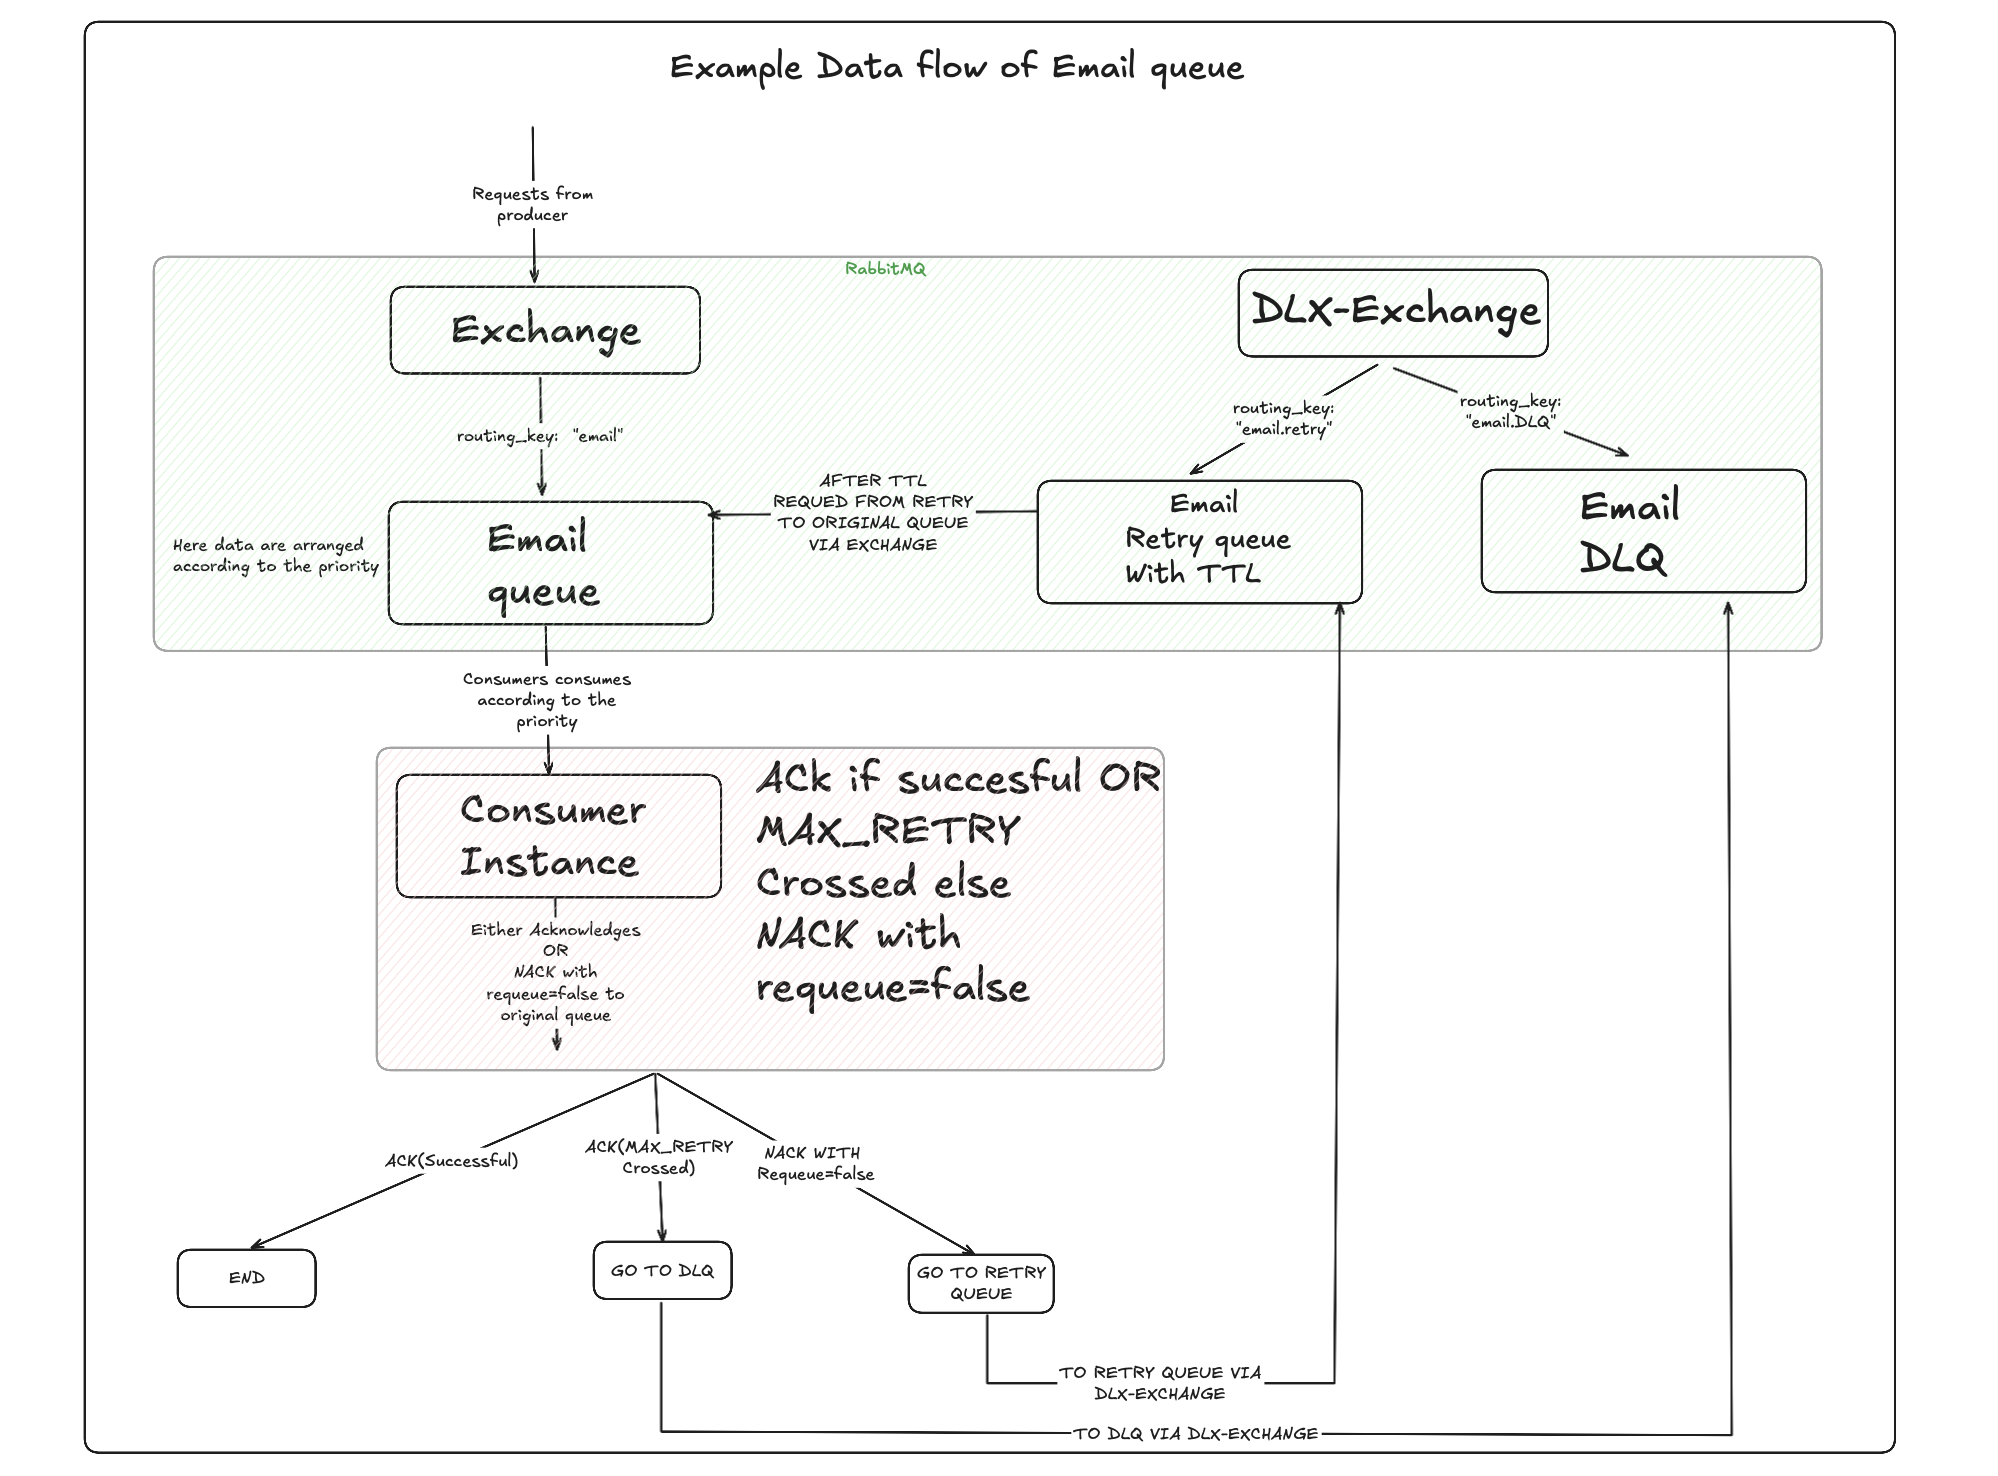 Example Data flow of Email queue
Requests from
producer
RabbitMQ
Exchange
DLX-Exchange
routing_key: "email"
routing_key:
"email.retry"
routing_key:
"email.DLQ"
Here data are arranged
according to the priority
Email
queue
AFTER TTL
REQUED FROM RETRY
TO ORIGINAL QUEUE
VIA EXCHANGE
Email
Retry queue
With TTL
Email
DLQ
Consumers consumes
according to the
priority
Consumer
Instance
ACk if succesful OR
MAX_RETRY
Crossed else
NACK with
requeue=false
Either Acknowledges
OR
NACK with
requeue=false to
original queue
ACK(Successful)
ACK(MAX_RETRY
Crossed)
NACK WITH
Requeue=false
END
GO TO DLQ
GO TO RETRY
QUEUE
TO RETRY QUEUE VIA
DLX-EXCHANGE
TO DLQ VIA DLX-EXCHANGE